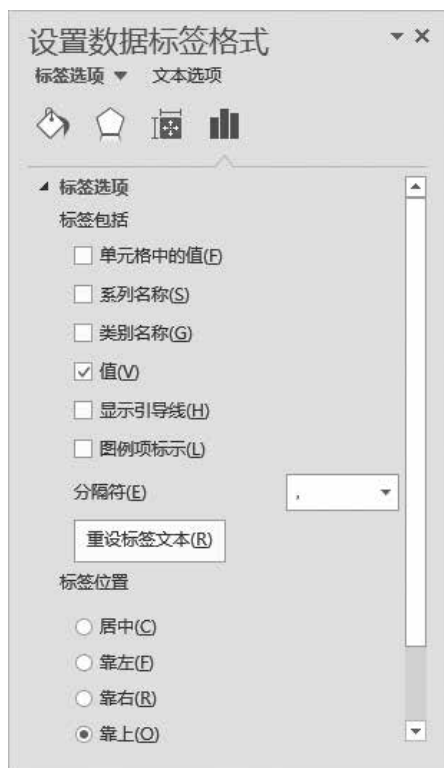 设置数据标签格式
标签选项 文本选项
标签选项
标签包括
单元格中的值(F)
系列名称(S)
类别名称(G)
值(V)
显示引导线(H)
图例项标示(L)
分隔符(E) ,
重设标签文本(R)
标签位置
居中(C)
靠左(F)
靠右(R)
靠上(O)